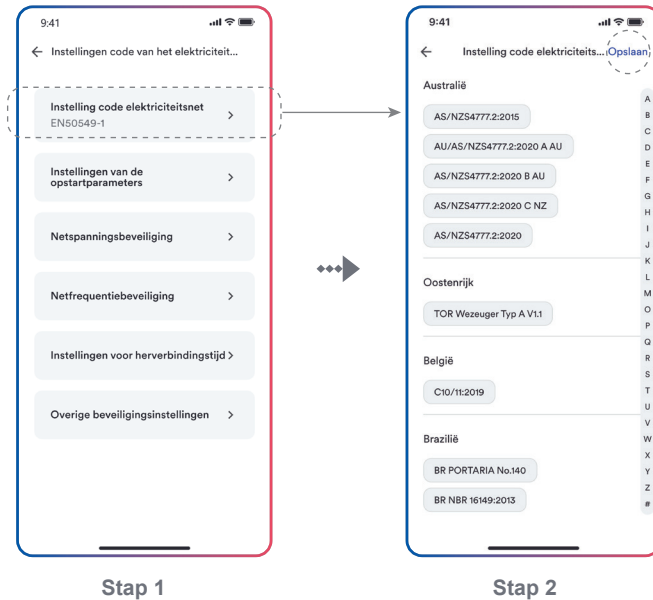 9:41
Instellingen code van het elektriciteit...
Instelling code elektriciteitsnet
EN50549-1
Instellingen van de
opstartparameters
Netspanningsbeveiliging
Netfrequentiebeveiliging
Instellingen voor herverbindingstijd
Overige beveiligingsinstellingen
Stap 1
9:41
Instelling code elektriciteits... Opslaan
Australië
AS/NZS4777.2:2015
AU/AS/NZS4777.2:2020 A AU
AS/NZS4777.2:2020 B AU
AS/NZS4777.2:2020 C NZ
AS/NZS4777.2:2020
Oostenrijk
TOR Wezeuger Typ A V1.1
België
C10/11:2019
Brazilië
BR PORTARIA No.140
BR NBR 16149:2013
A
B
C
D
E
F
G
H
I
J
K
L
M
O
P
Q
R
S
T
U
V
W
X
Y
Z
#
Stap 2